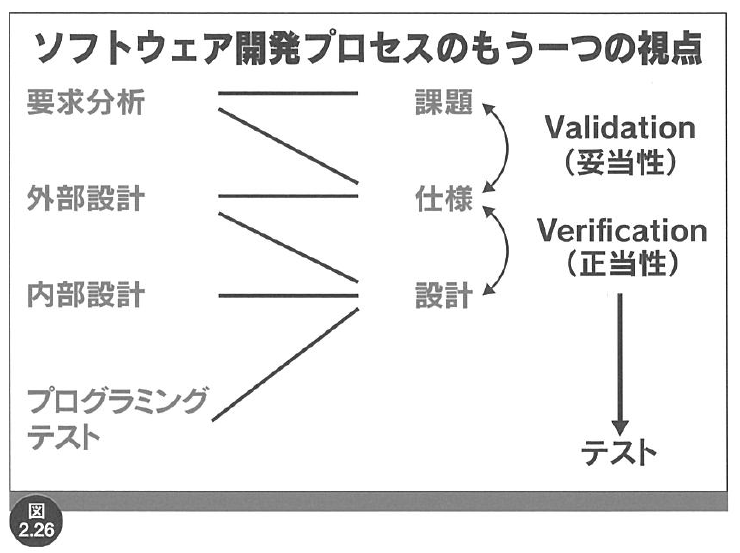 ソフトウェア開発プロセスのもう一つの視点
要求分析
課題
Validation
（妥当性）
外部設計
仕様
Verification
（正当性）
内部設計
設計
プログラミング
テスト
テスト
図
2.26